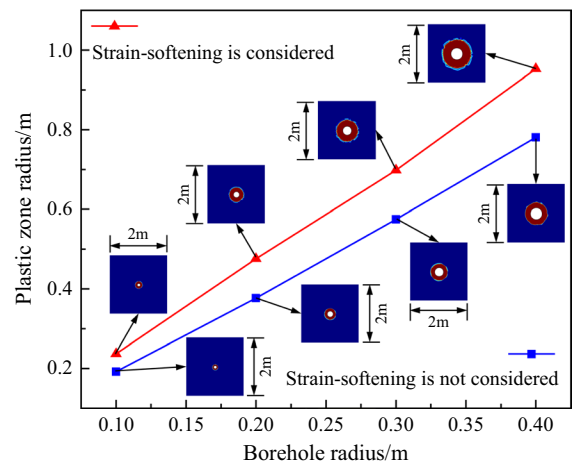 Strain-softening is considered
1.0
0.8
0.6
0.4
0.2
Plastic zone radius/m
2m
2m
2m
2m
2m
2m
2m
2m
Strain-softening is not considered
0.10 0.15 0.20 0.25 0.30 0.35 0.40
Borehole radius/m